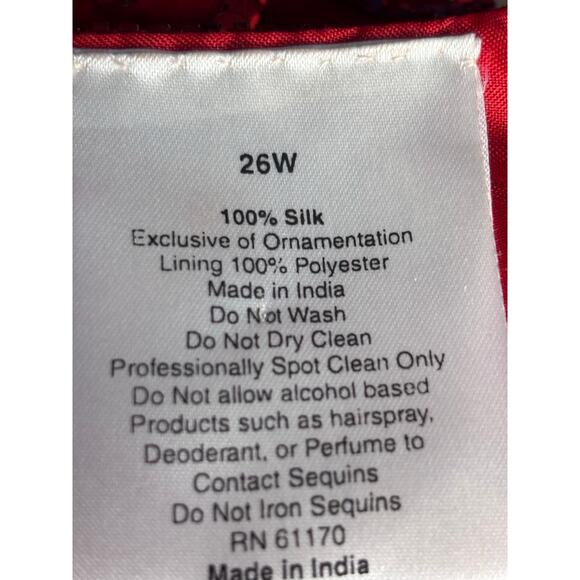 26W
100% Silk
Exclusive of Ornamentation
Lining 100% Polyester
Made in India
Do Not Wash
Do Not Dry Clean
Professionally Spot Clean Only
Do Not allow alcohol based
Products such as hairspray,
Deodorant, or Perfume to
Contact Sequins
Do Not Iron Sequins
RN 61170
Made in India